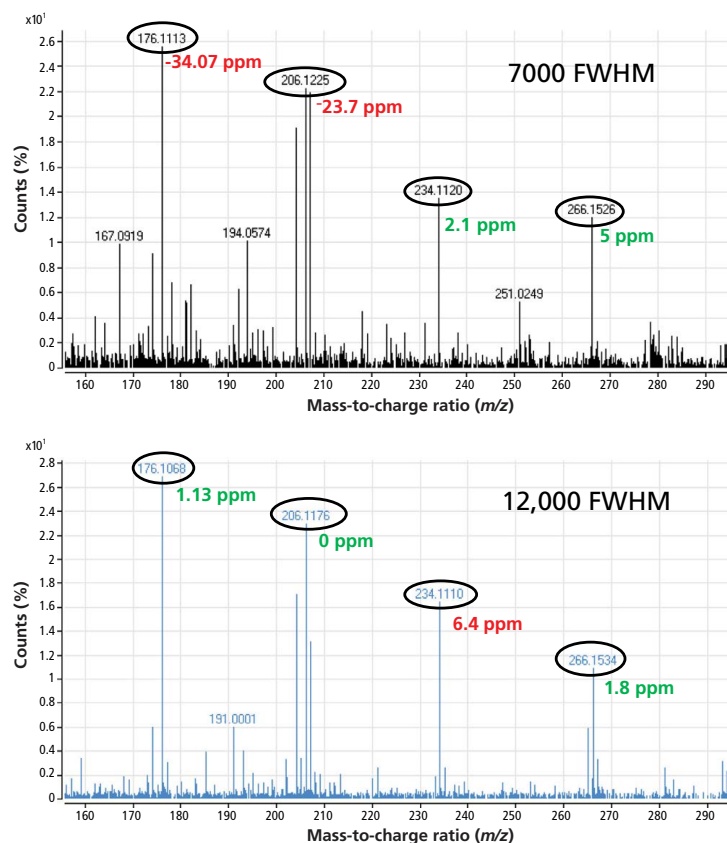 x10¹
176.1113
2.6
-34.07 ppm
206.1225
7000 FWHM
2.4
2.2
-23.7 ppm
2
1.8
1.6
234.1120
1.4
266.1526
1.2
2.1 ppm
5 ppm
167.0919
194.0574
1
0.8
251.0249
0.6
0.4
0.2
0
Counts (%)
160 170 180 190 200 210 220 230 240 250 260 270 280 290
Mass-to-charge ratio (m/z)
x10¹
2.8
176.1068
2.6
1.13 ppm
12,000 FWHM
2.4
206.1176
2.2
0 ppm
2
1.8
234.1110
1.6
6.4 ppm
1.4
1.2
266.1534
1
1.8 ppm
0.8
191.0001
0.6
0.4
0.2
0
Counts (%)
160 170 180 190 200 210 220 230 240 250 260 270 280 290
Mass-to-charge ratio (m/z)